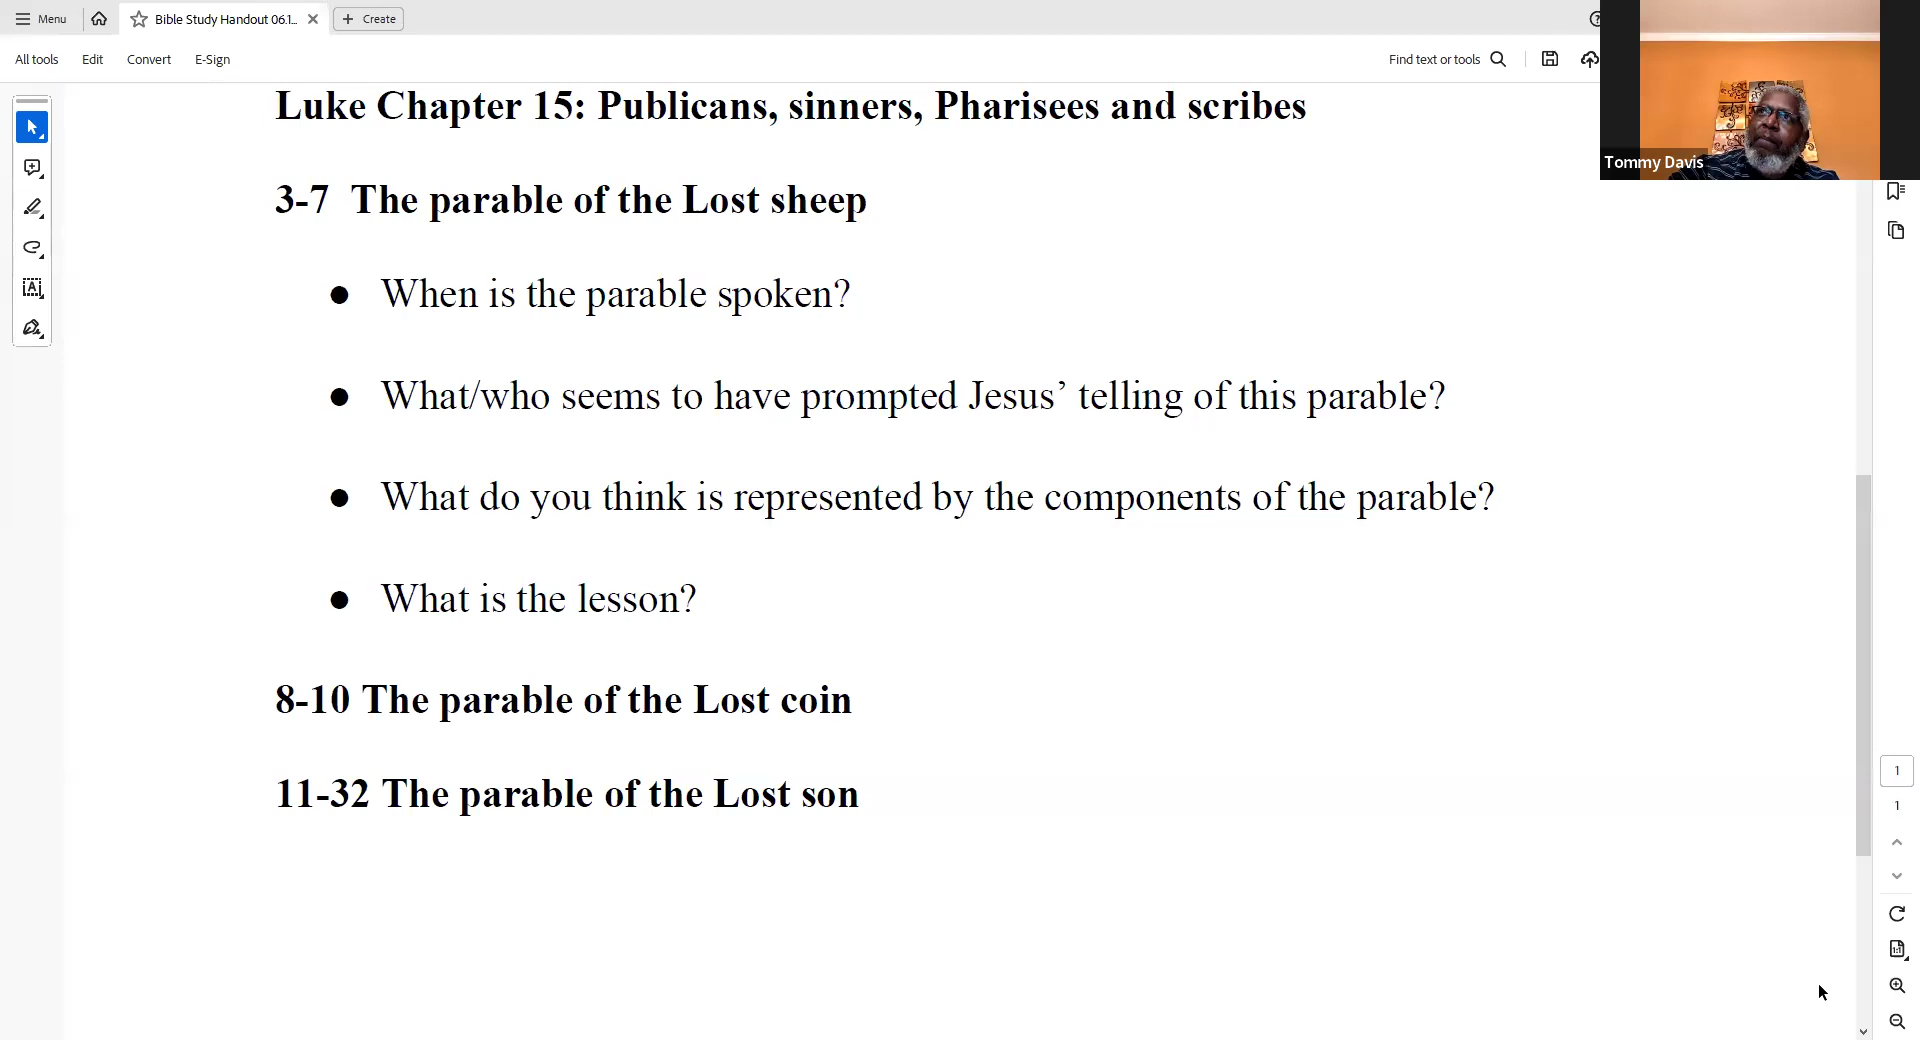 Menu
Bible Study Handout 06.1...
Create
All tools
Edit
Convert
E-Sign
Find text or tools
Tommy Davis
Luke Chapter 15: Publicans, sinners, Pharisees and scribes
3-7 The parable of the Lost sheep
● When is the parable spoken?
● What/who seems to have prompted Jesus’ telling of this parable?
● What do you think is represented by the components of the parable?
● What is the lesson?
8-10 The parable of the Lost coin
11-32 The parable of the Lost son
1
1